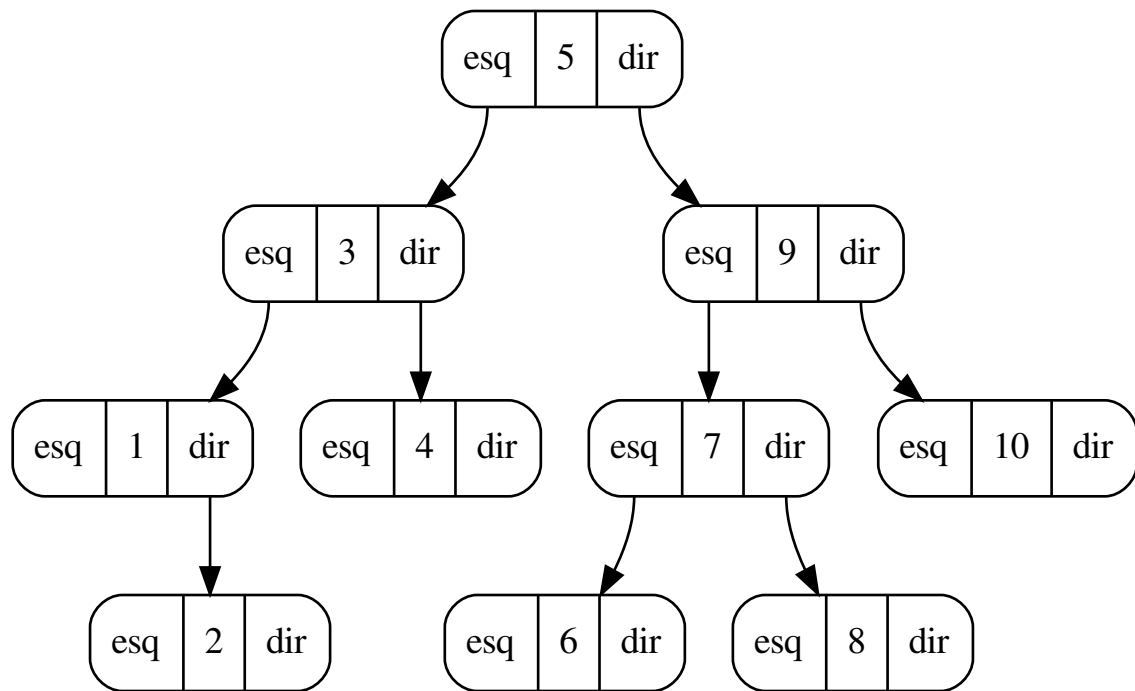 esq 5 dir
esq 3 dir
esq 9 dir
esq 1 dir
esq 4 dir
esq 7 dir
esq 10 dir
esq 2 dir
esq 6 dir
esq 8 dir